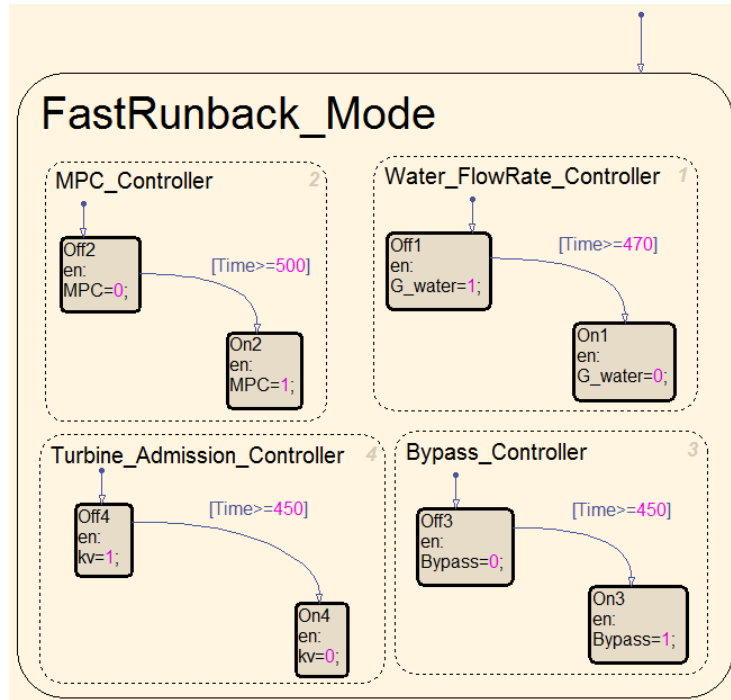 FastRunback_Mode
MPC_Controller
2
Off2
en:
MPC=0;
[Time>=500]
On2
en:
MPC=1;
Water_FlowRate_Controller
1
Off1
en:
G_water=1;
[Time>=470]
On1
en:
G_water=0;
Turbine_Admission_Controller
4
Off4
en:
kv=1;
[Time>=450]
On4
en:
kv=0;
Bypass_Controller
3
Off3
en:
Bypass=0;
[Time>=450]
On3
en:
Bypass=1;